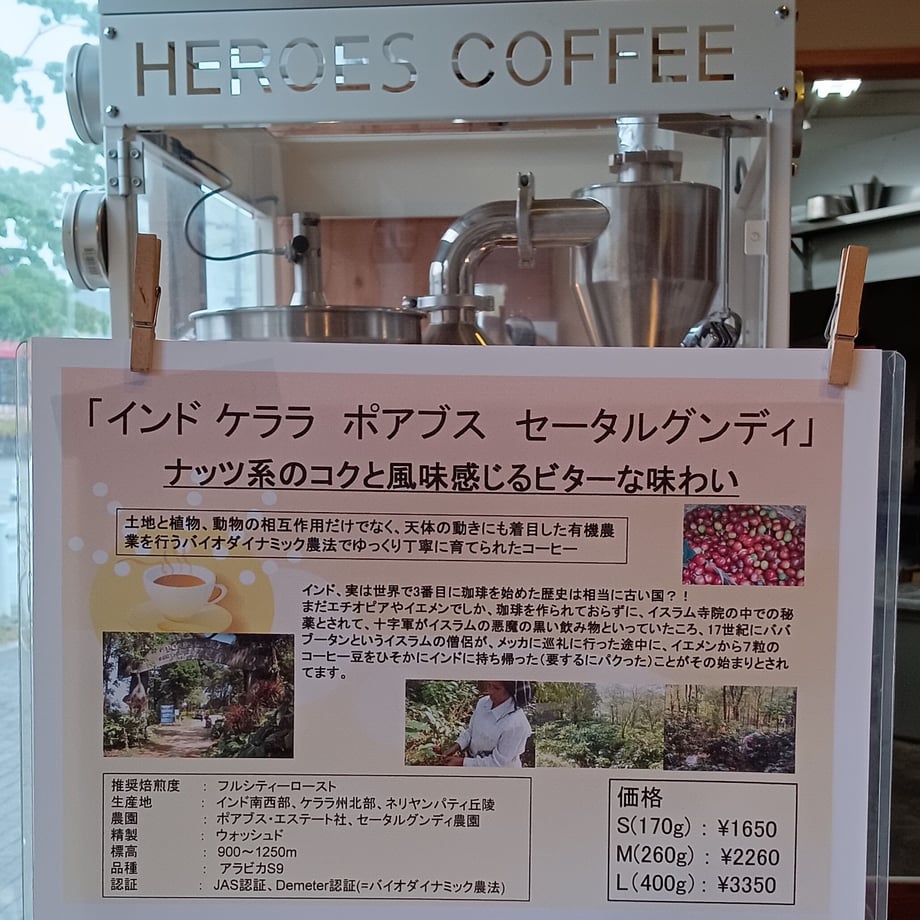 HEROES COFFEE
「インド ケララ　ポアブス　セータルグンディ」
ナッツ系のコクと風味感じるビターな味わい
土地と植物、動物の相互作用だけでなく、天体の動きにも着目した有機農
業を行うバイオダイナミック農法でゆっくり丁寧に育てられたコーヒー
インド、実は世界で3番目に珈琲を始めた歴史は相当に古い国？！
まだエチオピアやイエメンでしか、珈琲を作られておらずに、イスラム寺院の中での秘
薬とされて、十字軍がイスラムの悪魔の黒い飲み物といっていたころ、17世紀にババ
ブータンというイスラムの僧侶が、メッカに巡礼に行った途中に、イエメンから7粒の
コーヒー豆をひそかにインドに持ち帰った(要するにパクった)ことがその始まりとされ
てます。
推奨焙煎度　：　フルシティーロースト
生産地　：　インド南西部、ケララ州北部、ネリヤンパティ丘陵
農園　：　ポアブス・エステート社、セータルグンディ農園
精製　：　ウォッシュド
標高　：　900～1250m
品種　：　アラビカS9
認証　：　JAS認証、Demeter認証(=バイオダイナミック農法)
価格
S(170g)：¥1650
M(260g)：¥2260
L(400g)：¥3350